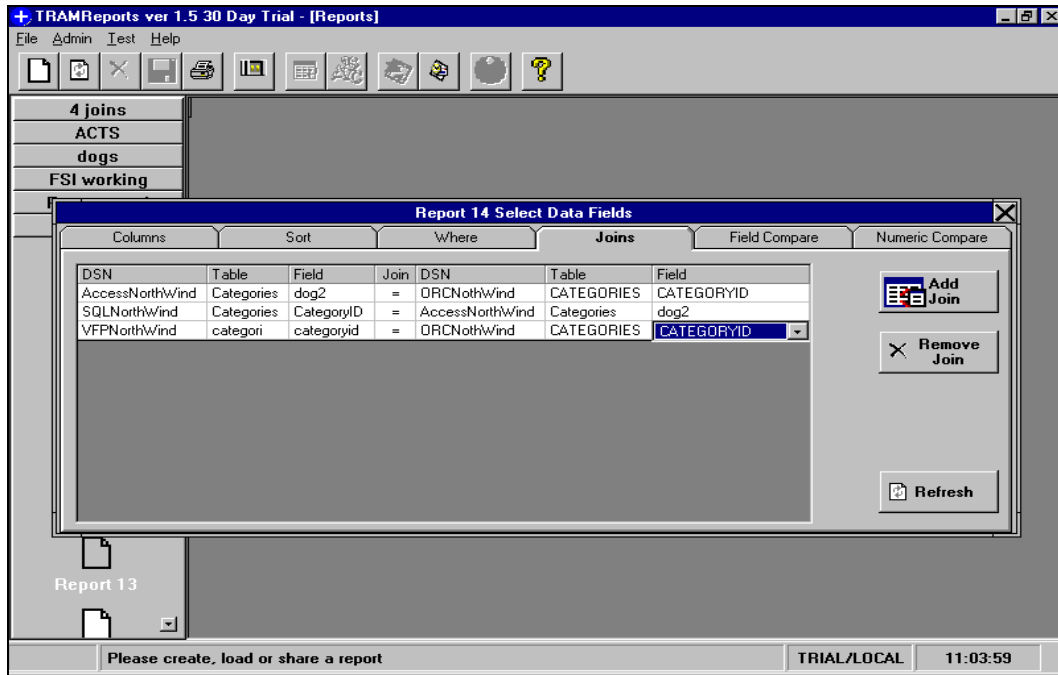 TRAMReports ver 1.5 30 Day Trial - [Reports]
File Admin Test Help
4 joins
ACTS
dogs
FSI working
Report 14 Select Data Fields
Columns Sort Where Joins Field Compare Numeric Compare
DSN Table Field Join DSN Table Field
AccessNorthWind Categories dog2 = ORCNothWind CATEGORIES CATEGORYID
SQLNorthWind Categories CategoryID = AccessNorthWind Categories dog2
VFPNorthWind categori categoryid = ORCNothWind CATEGORIES CATEGORYID
Add Join
Remove Join
Refresh
Report 13
Please create, load or share a report TRIAL/LOCAL 11:03:59